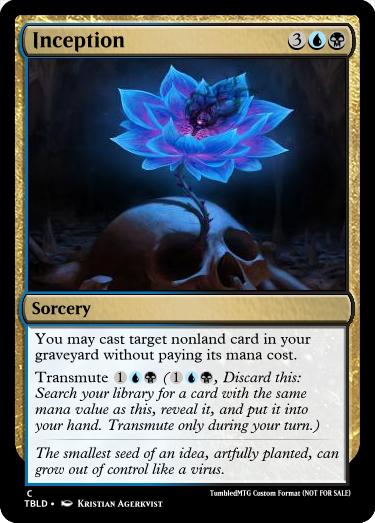 Inception 3
Sorcery
You may cast target nonland card in your
graveyard without paying its mana cost.
Transmute 1 (1, Discard this:
Search your library for a card with the same
mana value as this, reveal it, and put it into
your hand. Transmute only during your turn.)
The smallest seed of an idea, artfully planted, can
grow out of control like a virus.
C
TBLD • Kristian Agerkvist
TumbledMTG Custom Format (NOT FOR SALE)